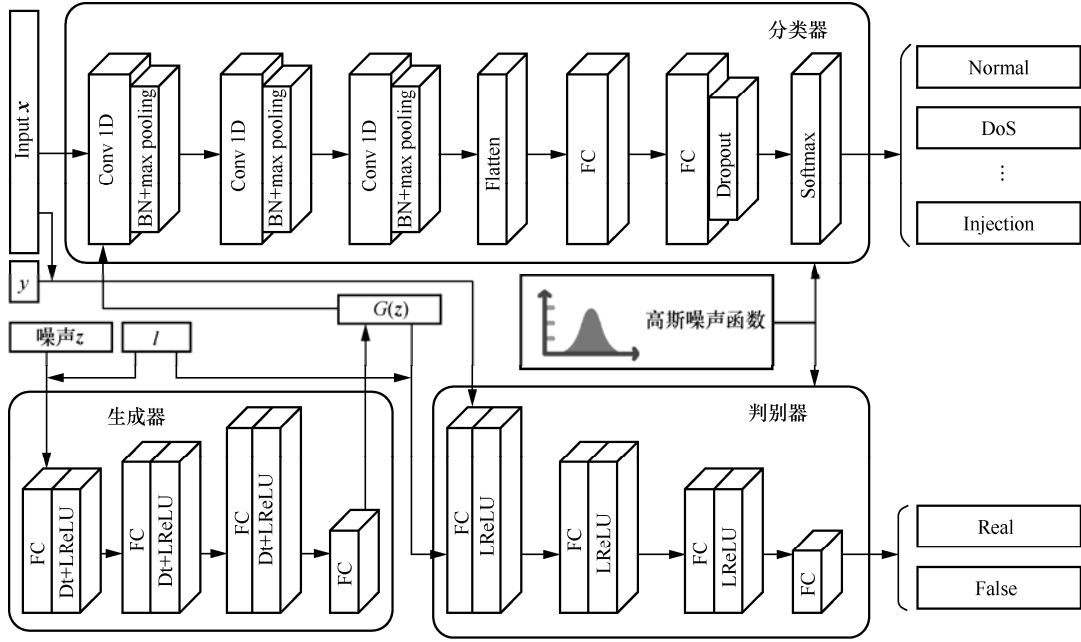 分类器
Input x
Conv 1D
BN+max pooling
Conv 1D
BN+max pooling
Conv 1D
BN+max pooling
Flatten
FC
FC
Dropout
Softmax
Normal
DoS
⋮
Injection
y
G(z)
高斯噪声函数
噪声z
l
生成器
FC
Dt+LReLU
FC
Dt+LReLU
FC
Dt+LReLU
FC
判别器
FC
LReLU
FC
LReLU
FC
LReLU
FC
Real
False